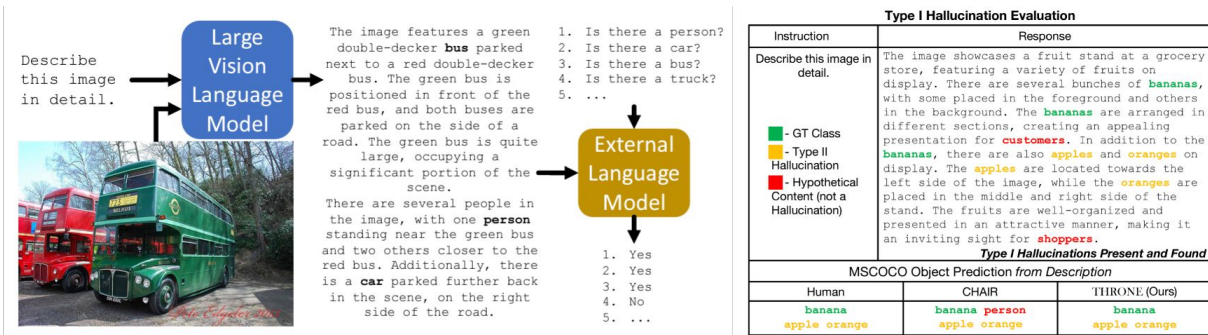 Describe
this image
in detail.
Large
Vision
Language
Model
The image features a green
double-decker bus parked
next to a red double-decker
bus. The green bus is
positioned in front of the
red bus, and both buses are
parked on the side of a
road. The green bus is quite
large, occupying a
significant portion of the
scene.
There are several people in
the image, with one person
standing near the green bus
and two others closer to the
red bus. Additionally, there
is a car parked further back
in the scene, on the right
side of the road.
1. Is there a person?
2. Is there a car?
3. Is there a bus?
4. Is there a truck?
5. ...
External
Language
Model
1. Yes
2. Yes
3. Yes
4. No
5. ...
Type I Hallucination Evaluation
Instruction
Response
Describe this image in
detail.
- GT Class
- Type II
Hallucination
- Hypothetical
Content (not a
Hallucination)
The image showcases a fruit stand at a grocery
store, featuring a variety of fruits on
display. There are several bunches of bananas,
with some placed in the foreground and others
in the background. The bananas are arranged in
different sections, creating an appealing
presentation for customers. In addition to the
bananas, there are also apples and oranges on
display. The apples are located towards the
left side of the image, while the oranges are
placed in the middle and right side of the
stand. The fruits are well-organized and
presented in an attractive manner, making it
an inviting sight for shoppers.
Type I Hallucinations Present and Found
MSCOCO Object Prediction from Description
Human
CHAIR
THRONE (Ours)
banana
apple orange
banana person
apple orange
banana
apple orange